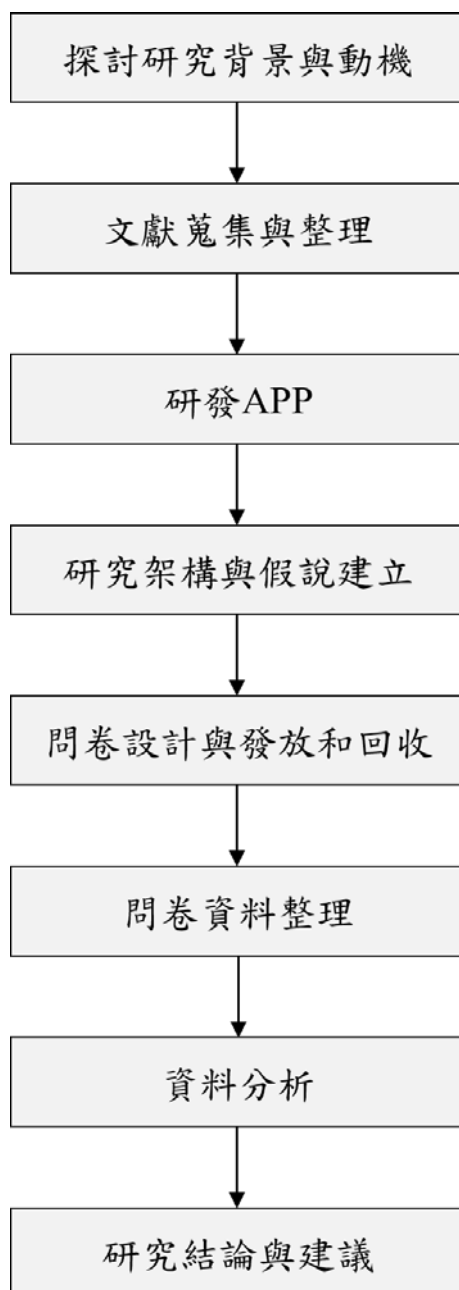 探討研究背景與動機
文獻蒐集與整理
研發APP
研究架構與假說建立
問卷設計與發放和回收
問卷資料整理
資料分析
研究結論與建議